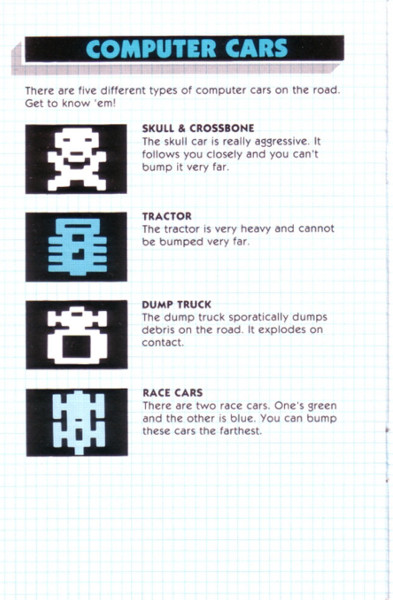 COMPUTER CARS
There are five different types of computer cars on the road.
Get to know 'em!
SKULL & CROSSBONE
The skull car is really aggressive. It
follows you closely and you can't
bump it very far.
TRACTOR
The tractor is very heavy and cannot
be bumped very far.
DUMP TRUCK
The dump truck sporatically dumps
debris on the road. It explodes on
contact.
RACE CARS
There are two race cars. One's green
and the other is blue. You can bump
these cars the farthest.